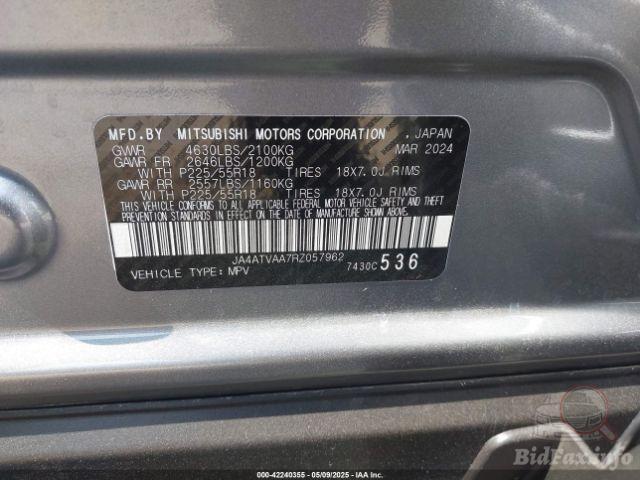 MFD.BY MITSUBISHI MOTORS CORPORATION . JAPAN
GVWR 4630LBS/2100KG MAR 2024
GAWR FR 2646LBS/1200KG
WITH P225/55R18 TIRES 18X7.0J RIMS
GAWR RR 2557LBS/1160KG
WITH P225/55R18 TIRES 18X7.0J RIMS
THIS VEHICLE CONFORMS TO ALL APPLICABLE FEDERAL MOTOR VEHICLE SAFETY AND THEFT
PREVENTION STANDARDS IN EFFECT ON THE DATE OF MANUFACTURE SHOWN ABOVE.
JA4ATVAA7RZ057962
VEHICLE TYPE: MPV 7430C 536
BidFax.info
00-42240355 - 05/09/2025 - IAA Inc.